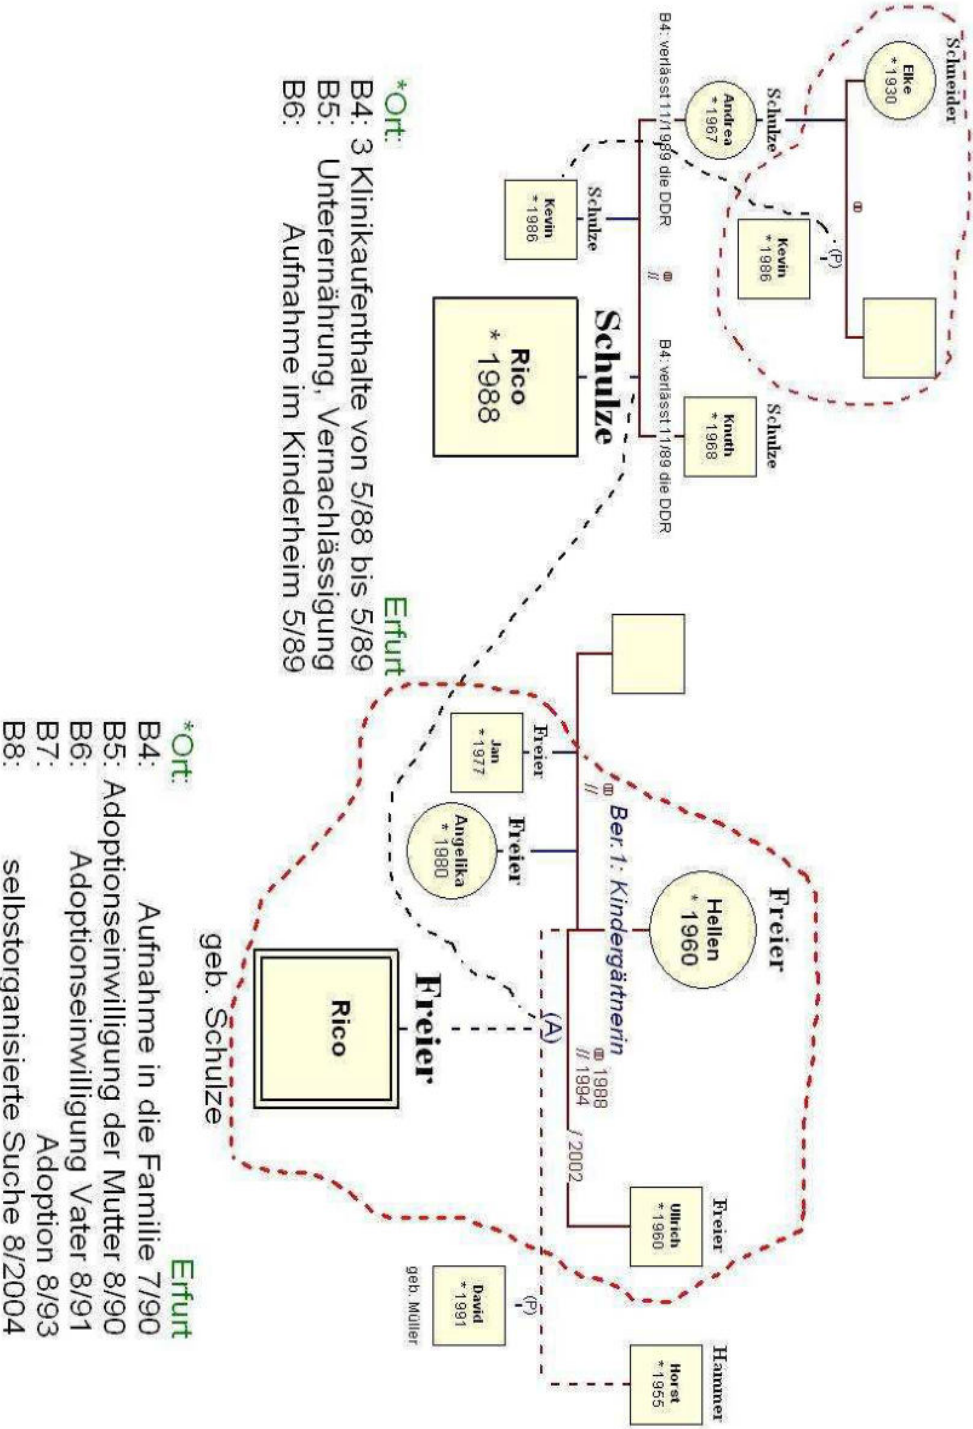 Schneider
Elke
* 1930
⚭
(P)
Kevin
* 1986
Schulze
Andrea
* 1967
B4: verlässt 11/1989 die DDR
Schulze
Knuth
* 1968
B4: verlässt 11/89 die DDR
⚭
//
Schulze
Kevin
* 1986
Schulze
Rico
* 1988
*Ort: Erfurt
B4: 3 Klinikaufenthalte von 5/88 bis 5/89
B5: Unterernährung, Vernachlässigung
B6: Aufnahme im Kinderheim 5/89
Freier
Hellen
* 1960
Ber.1: Kindergärtnerin
⚭
//
⚭ 1988
// 1994
/ 2002
Freier
Ullrich
* 1960
Hammer
Horst
* 1955
Freier
Jan
* 1977
Freier
Angelika
* 1980
(A)
Freier
Rico
geb. Schulze
(P)
David
* 1991
geb. Müller
*Ort: Erfurt
B4: Aufnahme in die Familie 7/90
B5: Adoptionseinwilligung der Mutter 8/90
B6: Adoptionseinwilligung Vater 8/91
B7: Adoption 8/93
B8: selbstorganisierte Suche 8/2004